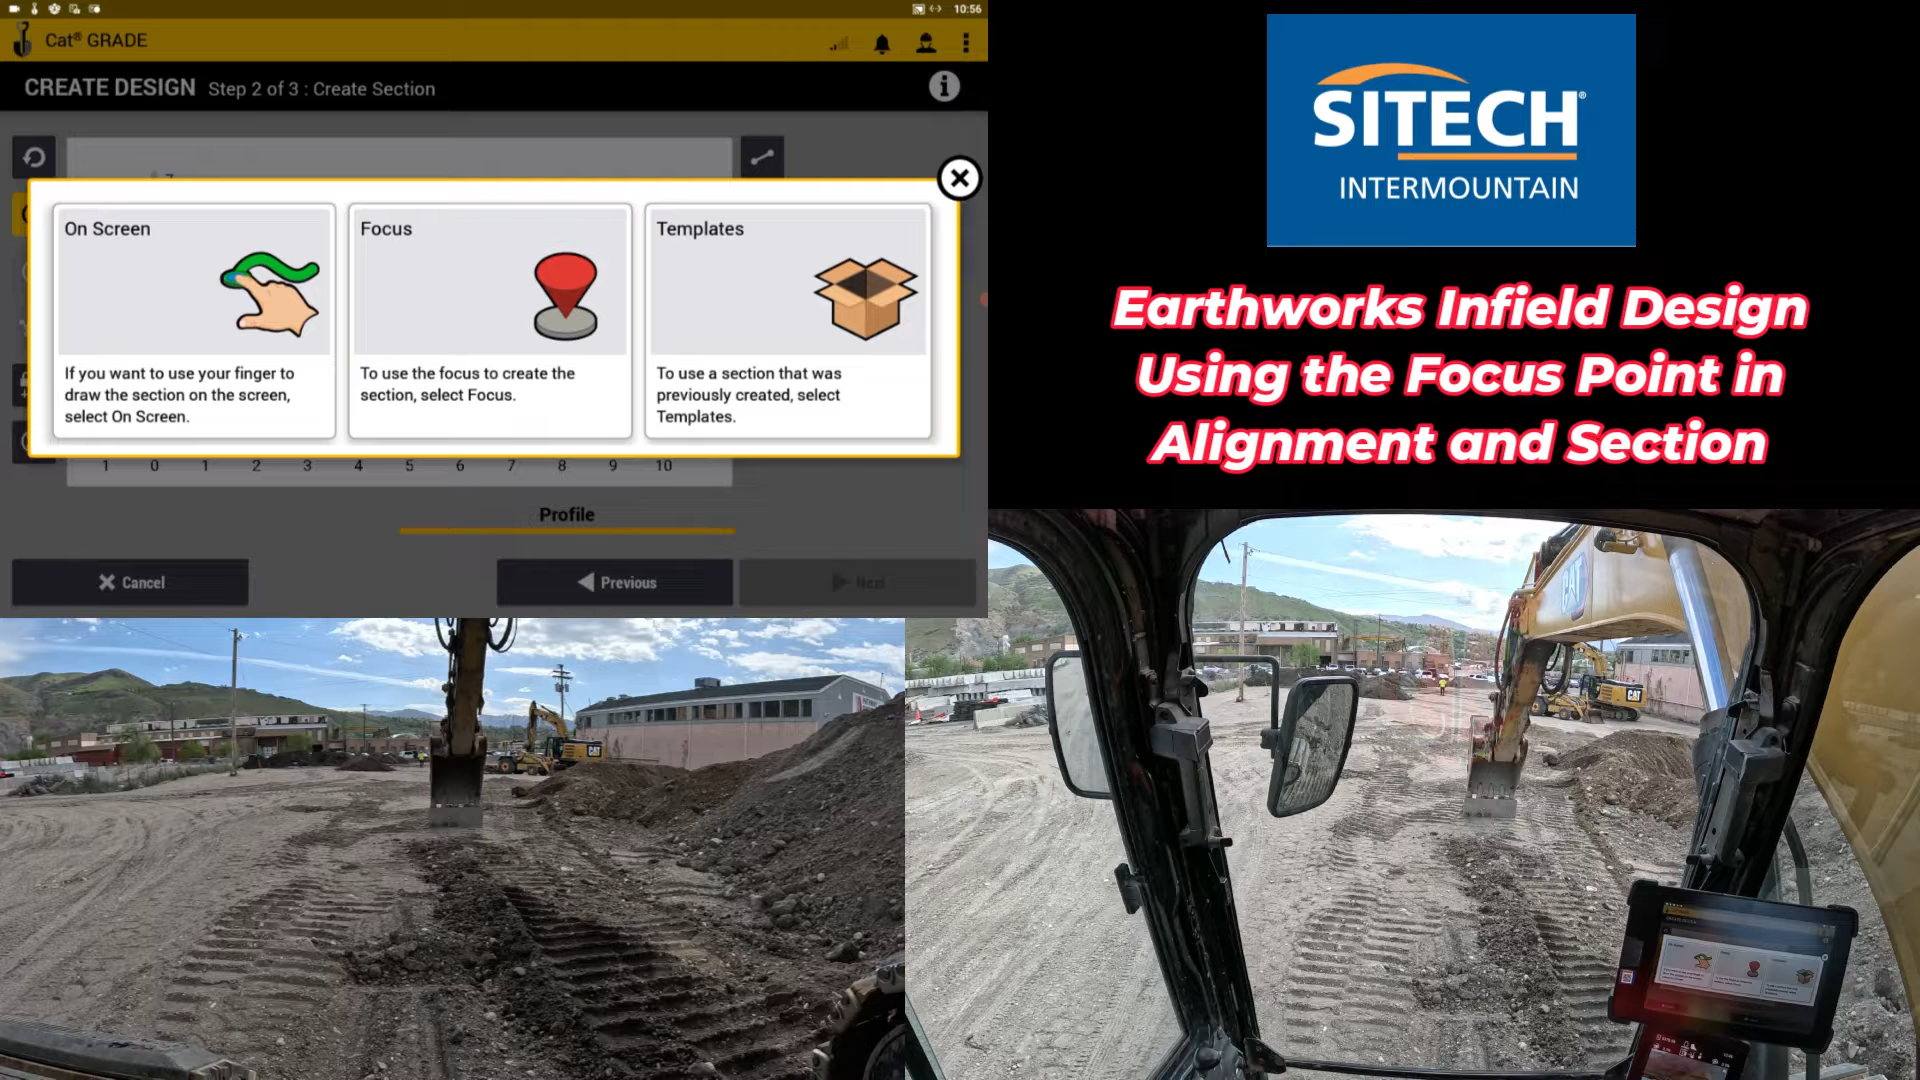 10:56
Cat® GRADE
CREATE DESIGN Step 2 of 3 : Create Section
On Screen
If you want to use your finger to
draw the section on the screen,
select On Screen.
Focus
To use the focus to create the
section, select Focus.
Templates
To use a section that was
previously created, select
Templates.
1 0 1 2 3 4 5 6 7 8 9 10
Profile
Cancel
Previous
Next
SITECH®
INTERMOUNTAIN
Earthworks Infield Design
Using the Focus Point in
Alignment and Section
CAT
CAT
CAT